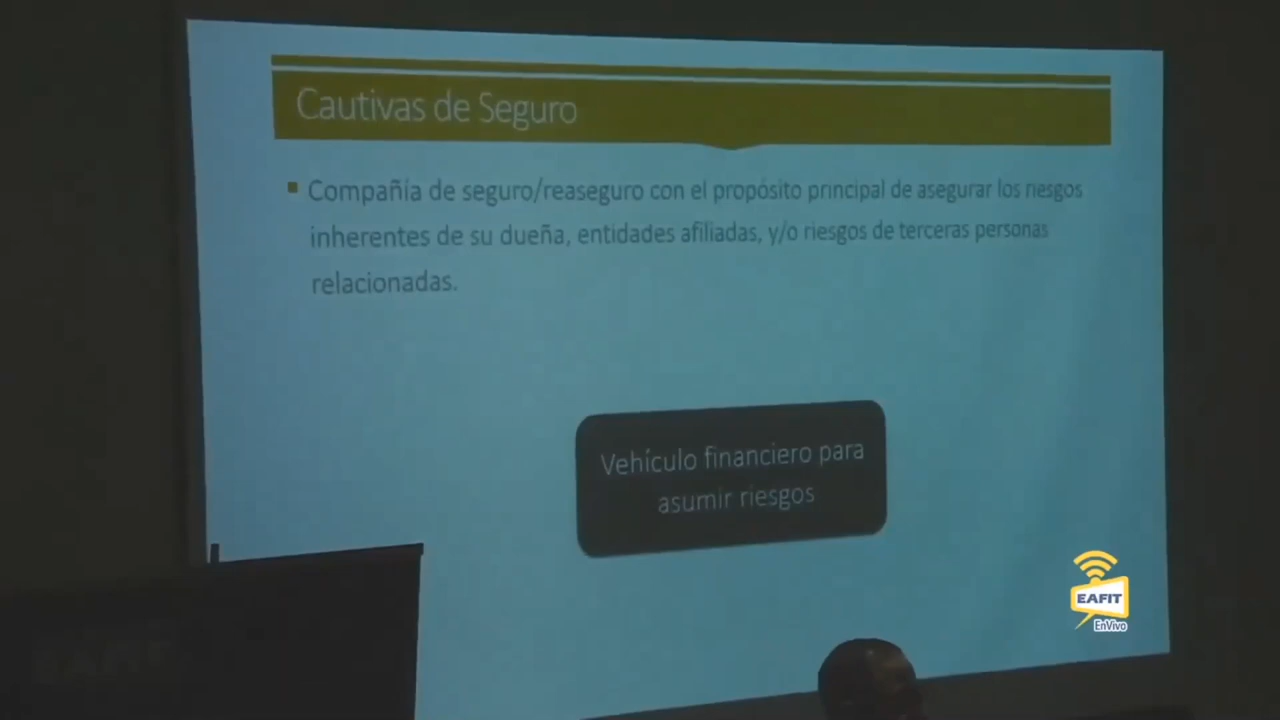 Cautivas de Seguro
Compañía de seguro/reaseguro con el propósito principal de asegurar los riesgos
inherentes de su dueña, entidades afiliadas, y/o riesgos de terceras personas
relacionadas.
Vehículo financiero para
asumir riesgos
EAFIT
EnVivo
EAFIT